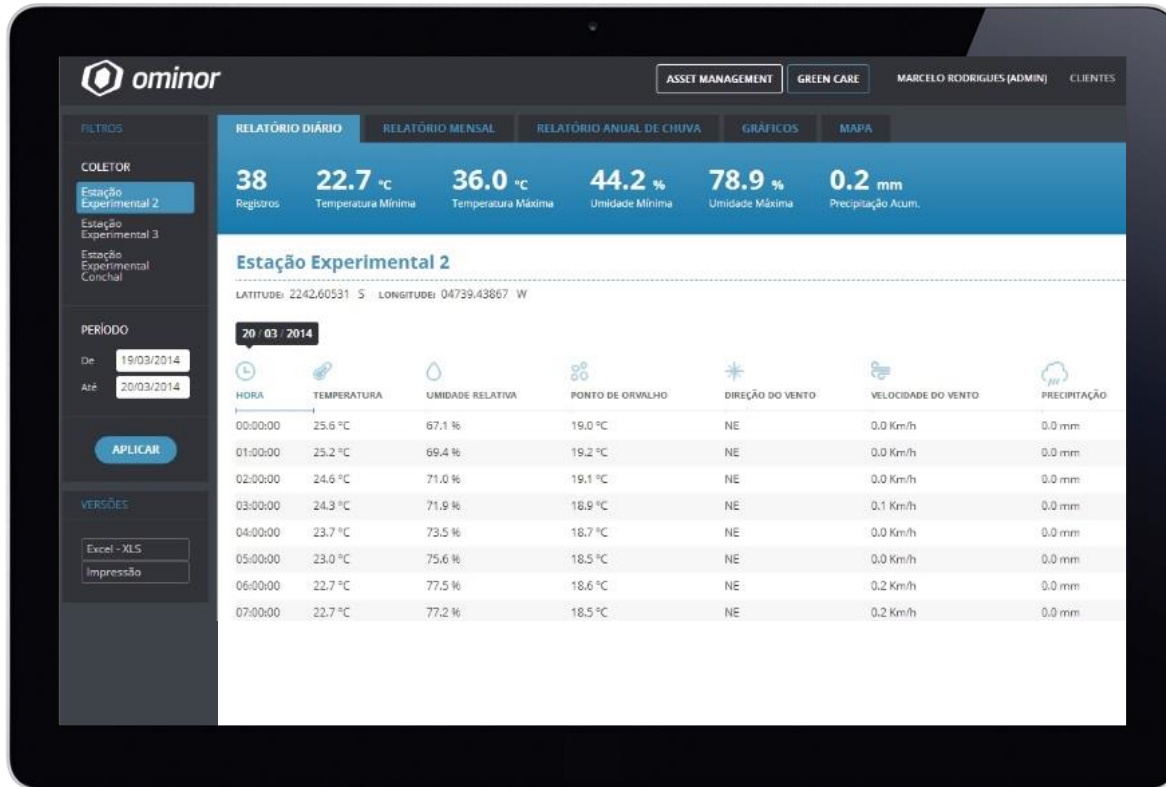 ominor
ASSET MANAGEMENT GREEN CARE MARCELO RODRIGUES (ADMIN) CLIENTES
FILTROS
COLETOR
Estação
Experimental 2
Estação
Experimental 3
Estação
Experimental
Conchal
PERÍODO
De 19/03/2014
Até 20/03/2014
APLICAR
VERSÕES
Excel - XLS
Impressão
RELATÓRIO DIÁRIO RELATÓRIO MENSAL RELATÓRIO ANUAL DE CHUVA GRÁFICOS MAPA
38 22.7 °C 36.0 °C 44.2 % 78.9 % 0.2 mm
Registros Temperatura Mínima Temperatura Máxima Umidade Mínima Umidade Máxima Precipitação Acum.
Estação Experimental 2
LATITUDE: 2242.60531 S LONGITUDE: 04739.43867 W
20 / 03 / 2014
HORA TEMPERATURA UMIDADE RELATIVA PONTO DE ORVALHO DIREÇÃO DO VENTO VELOCIDADE DO VENTO PRECIPITAÇÃO
00:00:00 25.6 °C 67.1 % 19.0 °C NE 0.0 Km/h 0.0 mm
01:00:00 25.2 °C 69.4 % 19.2 °C NE 0.0 Km/h 0.0 mm
02:00:00 24.6 °C 71.0 % 19.1 °C NE 0.0 Km/h 0.0 mm
03:00:00 24.3 °C 71.9 % 18.9 °C NE 0.1 Km/h 0.0 mm
04:00:00 23.7 °C 73.5 % 18.7 °C NE 0.0 Km/h 0.0 mm
05:00:00 23.0 °C 75.6 % 18.5 °C NE 0.0 Km/h 0.0 mm
06:00:00 22.7 °C 77.5 % 18.6 °C NE 0.2 Km/h 0.0 mm
07:00:00 22.7 °C 77.2 % 18.5 °C NE 0.2 Km/h 0.0 mm